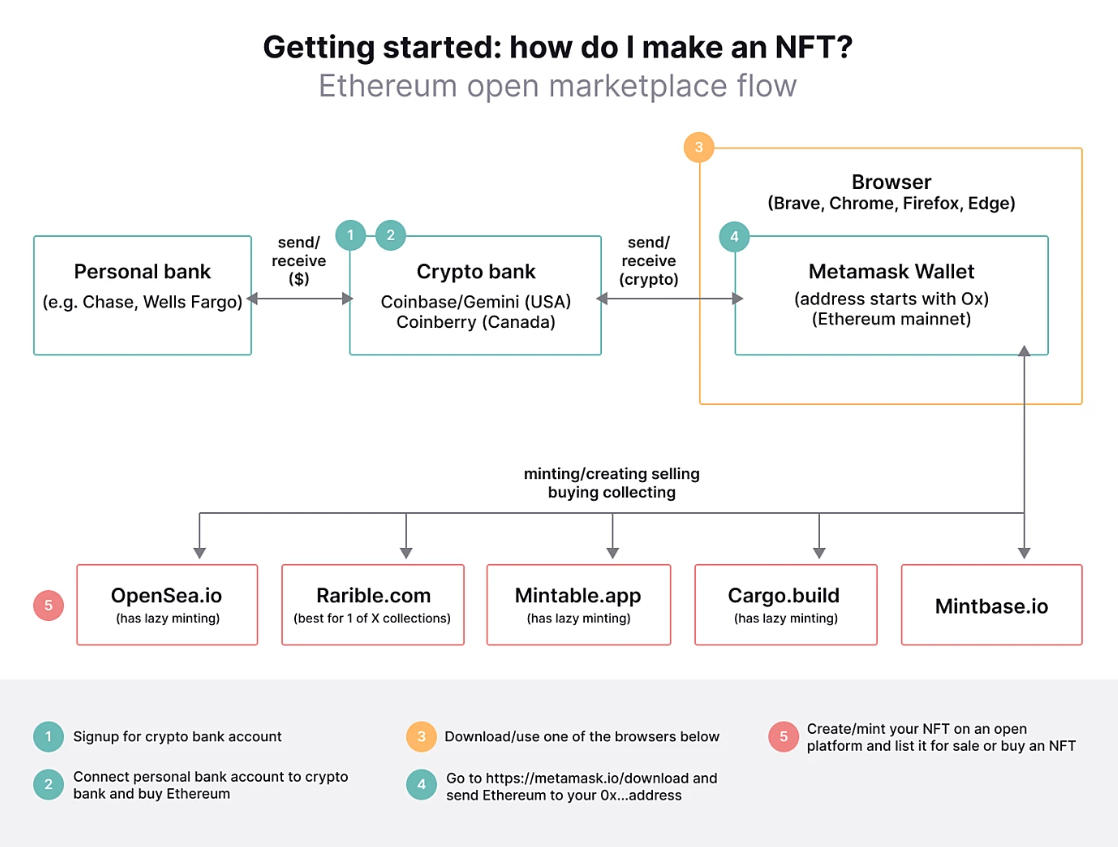 Getting started: how do I make an NFT?
Ethereum open marketplace flow
3
Browser
(Brave, Chrome, Firefox, Edge)
1
2
4
send/
receive
($)
send/
receive
(crypto)
Personal bank
(e.g. Chase, Wells Fargo)
Crypto bank
Coinbase/Gemini (USA)
Coinberry (Canada)
Metamask Wallet
(address starts with Ox)
(Ethereum mainnet)
minting/creating selling
buying collecting
5
OpenSea.io
(has lazy minting)
Rarible.com
(best for 1 of X collections)
Mintable.app
(has lazy minting)
Cargo.build
(has lazy minting)
Mintbase.io
1
Signup for crypto bank account
2
Connect personal bank account to crypto
bank and buy Ethereum
3
Download/use one of the browsers below
4
Go to https://metamask.io/download and
send Ethereum to your 0x...address
5
Create/mint your NFT on an open
platform and list it for sale or buy an NFT